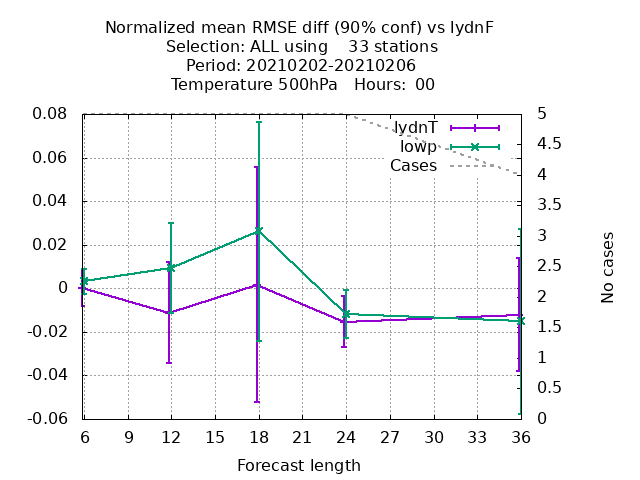 Normalized mean RMSE diff (90% conf) vs lydnF
Selection: ALL using    33 stations
Period: 20210202-20210206
Temperature 500hPa   Hours:  00
0.08
0.06
0.04
0.02
0
-0.02
-0.04
-0.06
lydnT
lowp
Cases
5
4.5
4
3.5
3
2.5
2
1.5
1
0.5
0
No cases
6 9 12 15 18 21 24 27 30 33 36
Forecast length